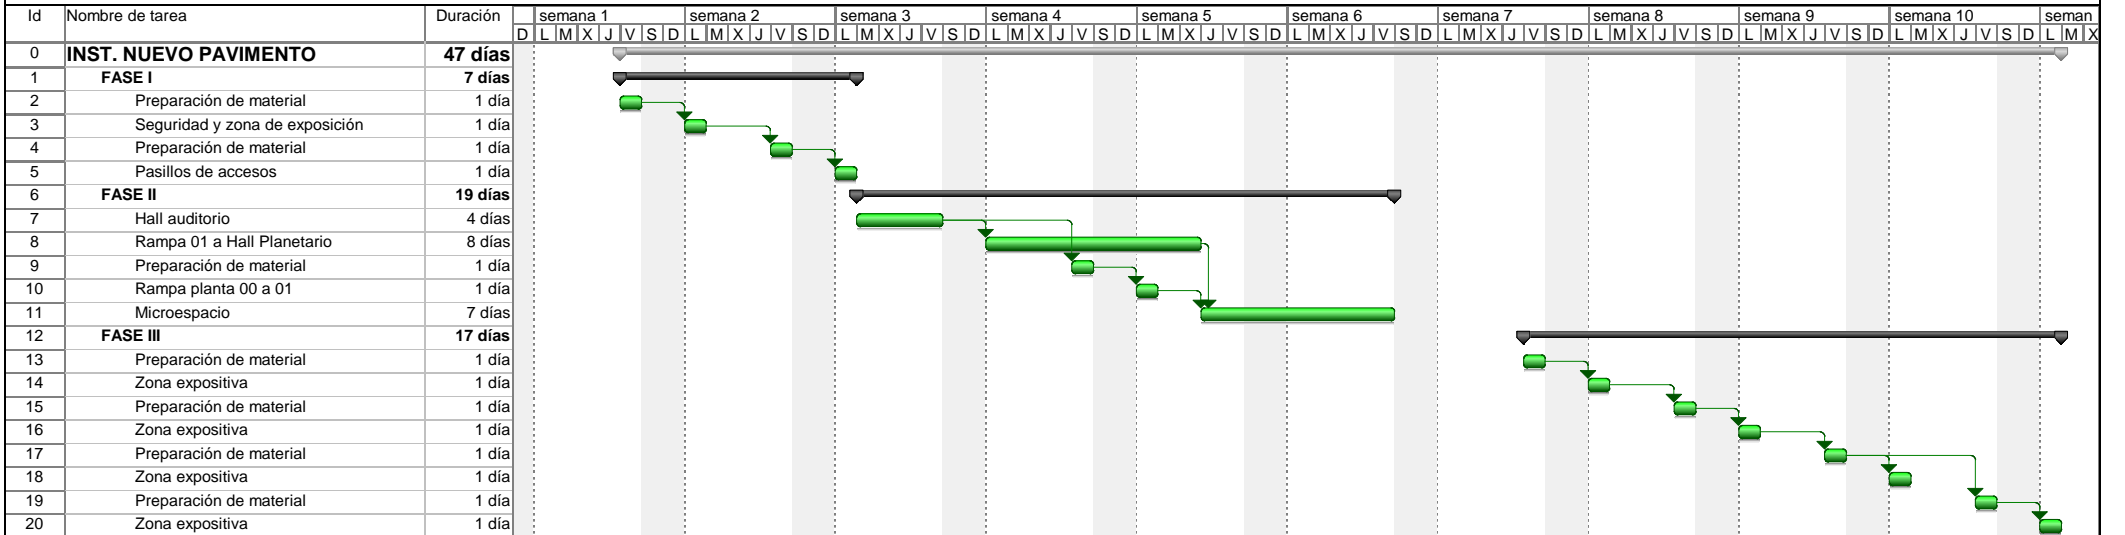 Id Nombre de tarea Duración semana 1 semana 2 semana 3 semana 4 semana 5 semana 6 semana 7 semana 8 semana 9 semana 10 seman
D L M X J V S D L M X J V S D L M X J V S D L M X J V S D L M X J V S D L M X J V S D L M X J V S D L M X J V S D L M X J V S D L M X J V S D L M X
0 INST. NUEVO PAVIMENTO 47 días
1 FASE I 7 días
2 Preparación de material 1 día
3 Seguridad y zona de exposición 1 día
4 Preparación de material 1 día
5 Pasillos de accesos 1 día
6 FASE II 19 días
7 Hall auditorio 4 días
8 Rampa 01 a Hall Planetario 8 días
9 Preparación de material 1 día
10 Rampa planta 00 a 01 1 día
11 Microespacio 7 días
12 FASE III 17 días
13 Preparación de material 1 día
14 Zona expositiva 1 día
15 Preparación de material 1 día
16 Zona expositiva 1 día
17 Preparación de material 1 día
18 Zona expositiva 1 día
19 Preparación de material 1 día
20 Zona expositiva 1 día